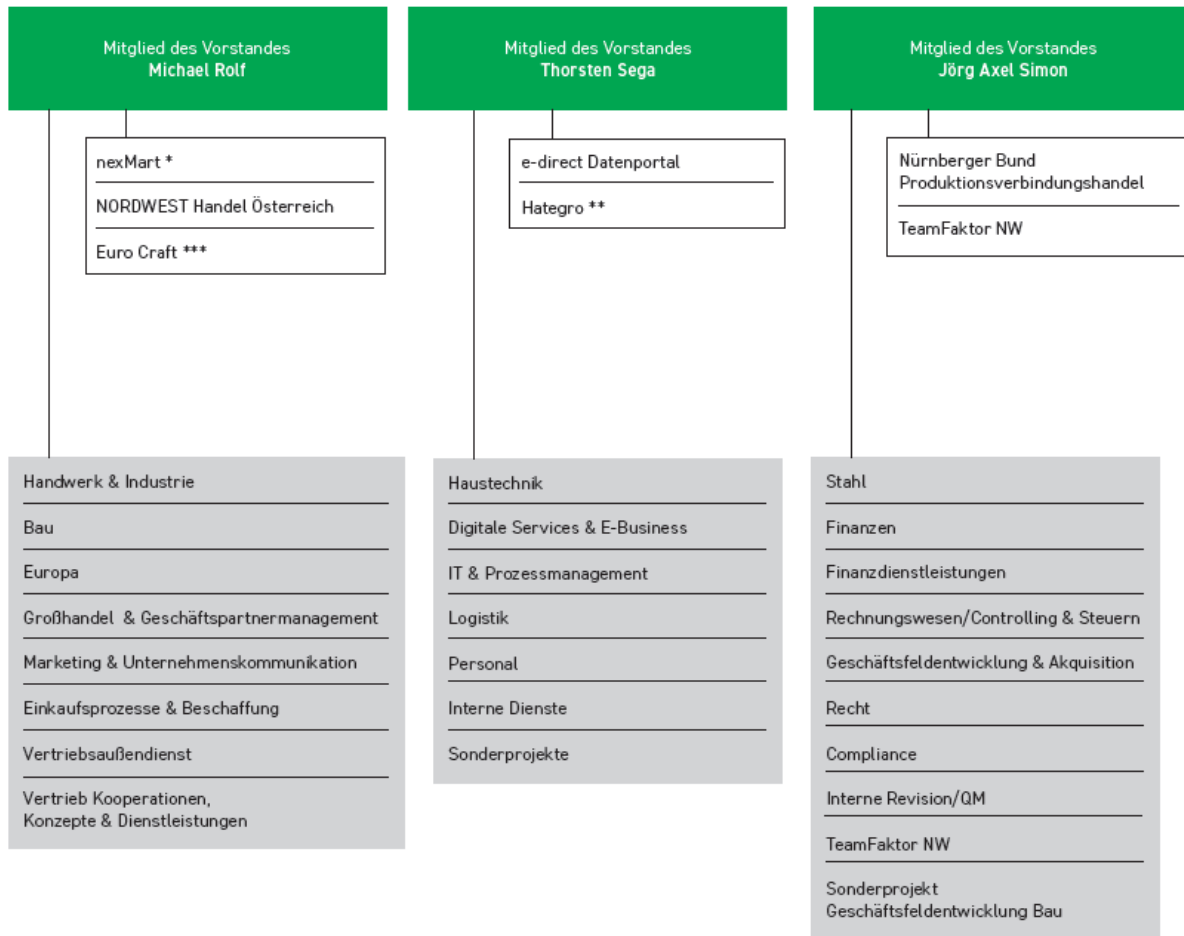 Mitglied des Vorstandes
Michael Rolf
nexMart *
NORDWEST Handel Österreich
Euro Craft ***
Handwerk & Industrie
Bau
Europa
Großhandel & Geschäftspartnermanagement
Marketing & Unternehmenskommunikation
Einkaufsprozesse & Beschaffung
Vertriebsaußendienst
Vertrieb Kooperationen,
Konzepte & Dienstleistungen
Mitglied des Vorstandes
Thorsten Sega
e-direct Datenportal
Hategro **
Haustechnik
Digitale Services & E-Business
IT & Prozessmanagement
Logistik
Personal
Interne Dienste
Sonderprojekte
Mitglied des Vorstandes
Jörg Axel Simon
Nürnberger Bund
Produktionsverbindungshandel
TeamFaktor NW
Stahl
Finanzen
Finanzdienstleistungen
Rechnungswesen/Controlling & Steuern
Geschäftsfeldentwicklung & Akquisition
Recht
Compliance
Interne Revision/QM
TeamFaktor NW
Sonderprojekt
Geschäftsfeldentwicklung Bau